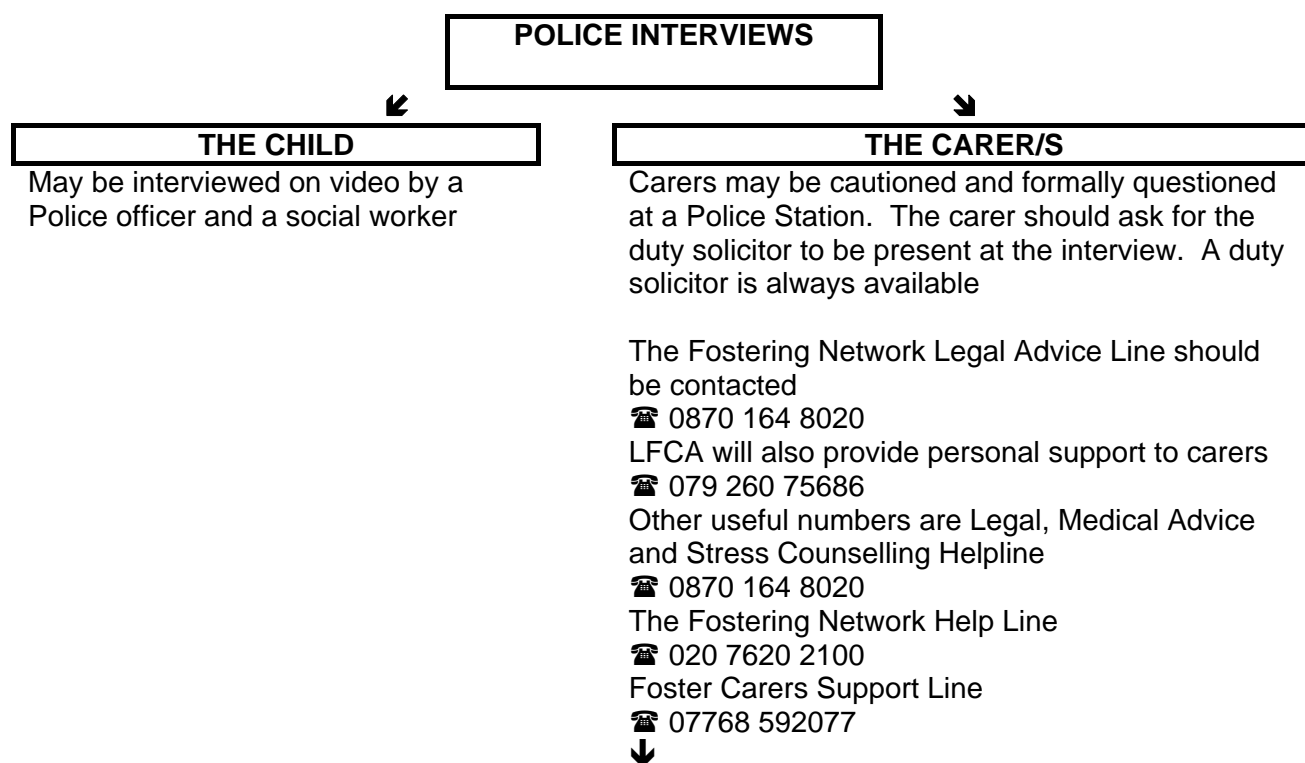 POLICE INTERVIEWS
THE CHILD
May be interviewed on video by a
Police officer and a social worker
THE CARER/S
Carers may be cautioned and formally questioned
at a Police Station.  The carer should ask for the
duty solicitor to be present at the interview.  A duty
solicitor is always available
The Fostering Network Legal Advice Line should
be contacted
☎ 0870 164 8020
LFCA will also provide personal support to carers
☎ 079 260 75686
Other useful numbers are Legal, Medical Advice
and Stress Counselling Helpline
☎ 0870 164 8020
The Fostering Network Help Line
☎ 020 7620 2100
Foster Carers Support Line
☎ 07768 592077